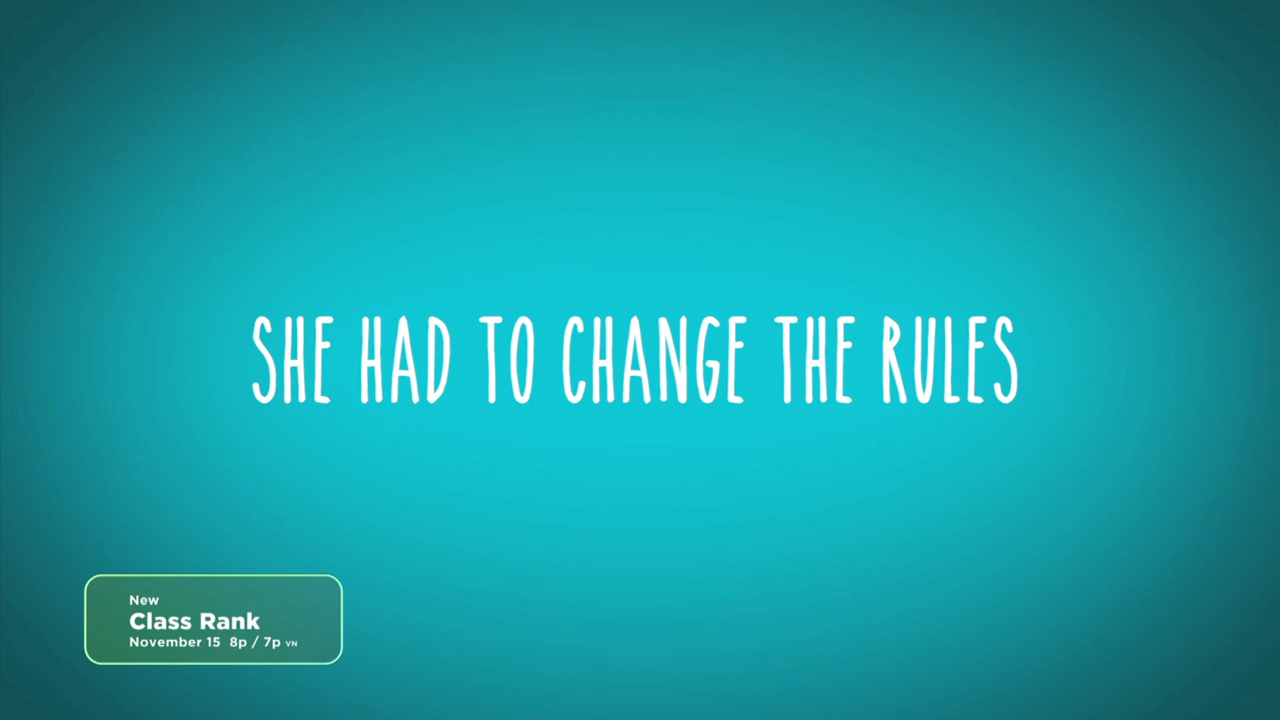 SHE HAD TO CHANGE THE RULES
New
Class Rank
November 15 8p / 7p VN